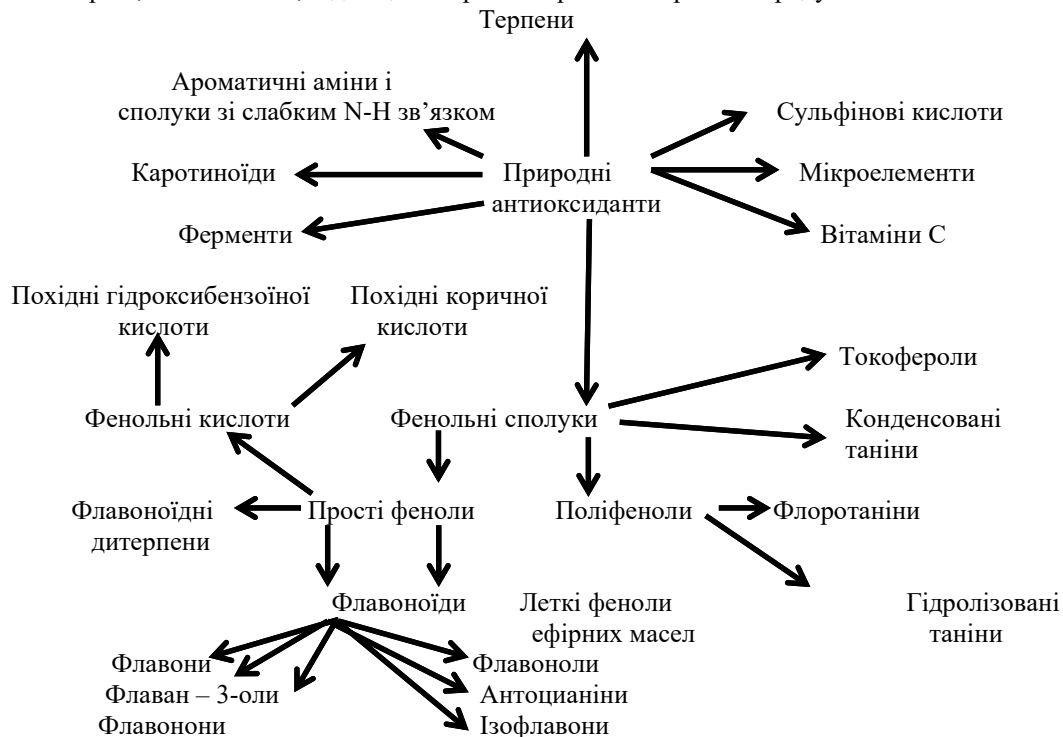 Терпени
Ароматичні аміни і
сполуки зі слабким N-H зв’язком
Сульфінові кислоти
Каротиноїди
Природні
антиоксиданти
Мікроелементи
Ферменти
Вітаміни С
Похідні гідроксибензоїної
кислоти
Похідні коричної
кислоти
Токофероли
Фенольні кислоти
Фенольні сполуки
Конденсовані
таніни
Флавоноїдні
дитерпени
Прості феноли
Поліфеноли
Флоротаніни
Флавоноїди
Леткі феноли
ефірних масел
Гідролізовані
таніни
Флавони
Флавоноли
Флаван – 3-оли
Антоцианіни
Флавонони
Ізофлавони